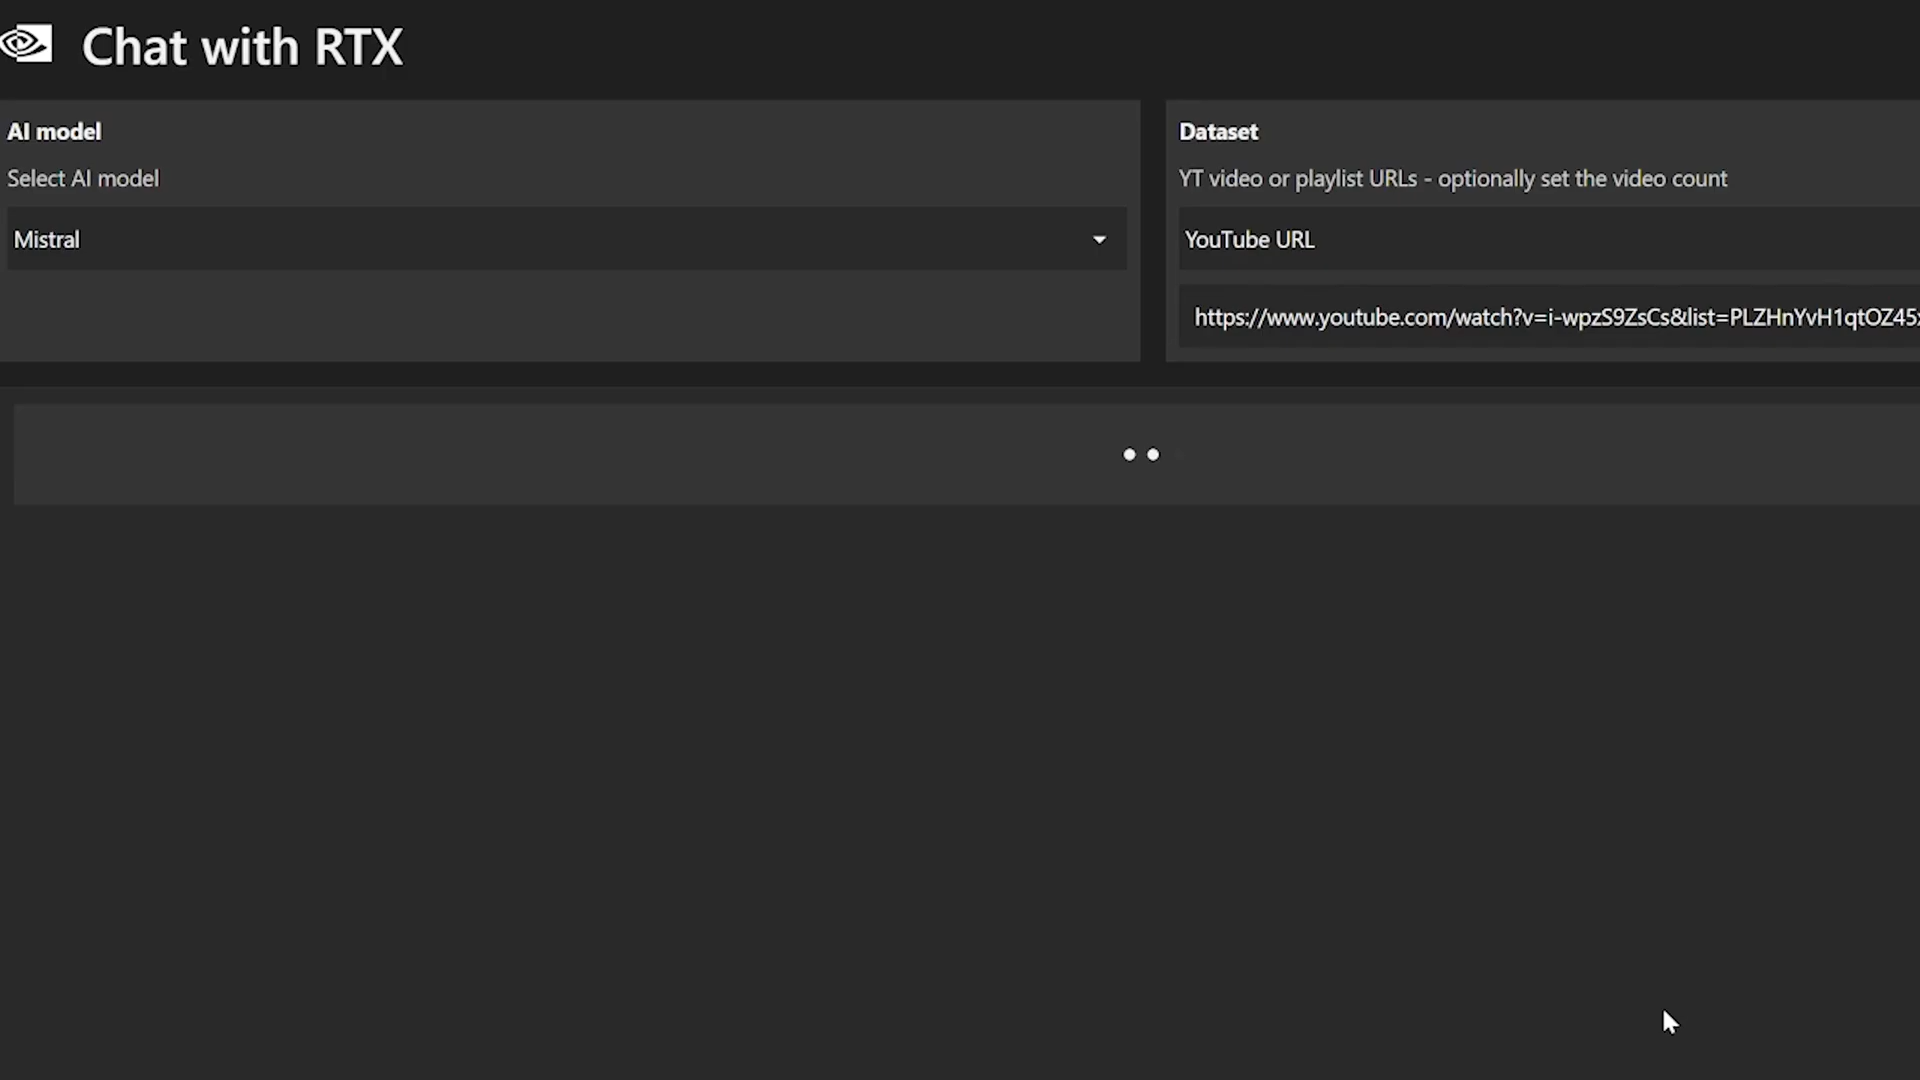 Chat with RTX
AI model
Select AI model
Mistral
Dataset
YT video or playlist URLs - optionally set the video count
YouTube URL
https://www.youtube.com/watch?v=i-wpzS9ZsCs&list=PLZHnYvH1qtOZ45